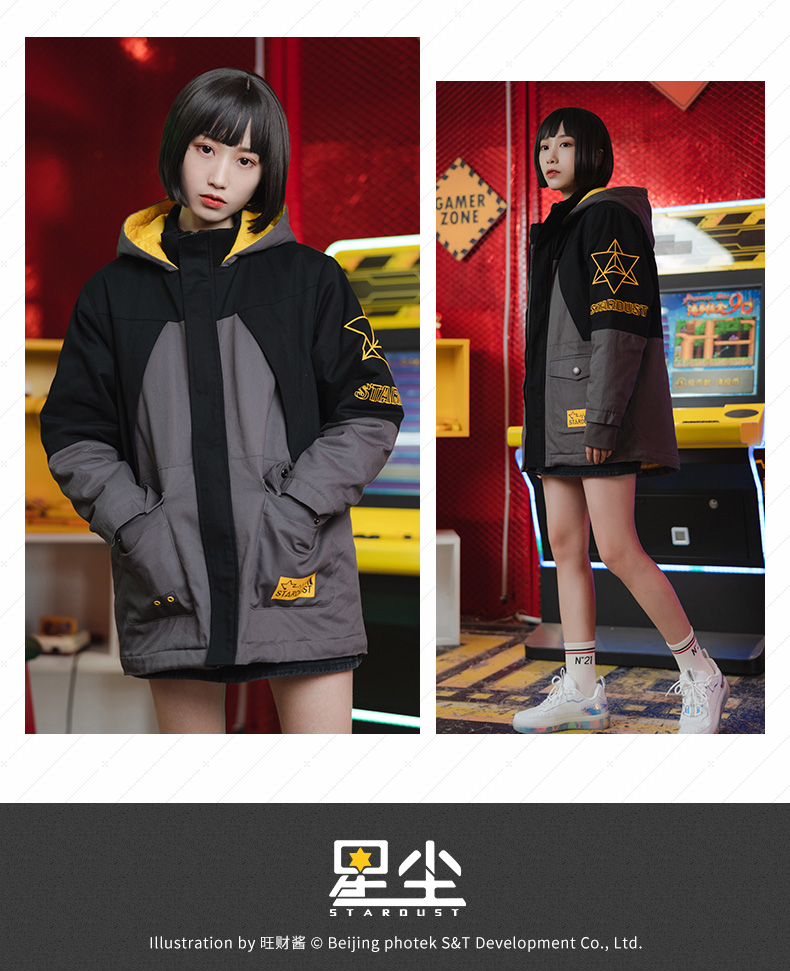 STAR
STARDUST
GAMER
ZONE
STARDUST
STARDUST
N°21
N°21
星尘
STARDUST
Illustration by 旺财酱 © Beijing photek S&T Development Co., Ltd.